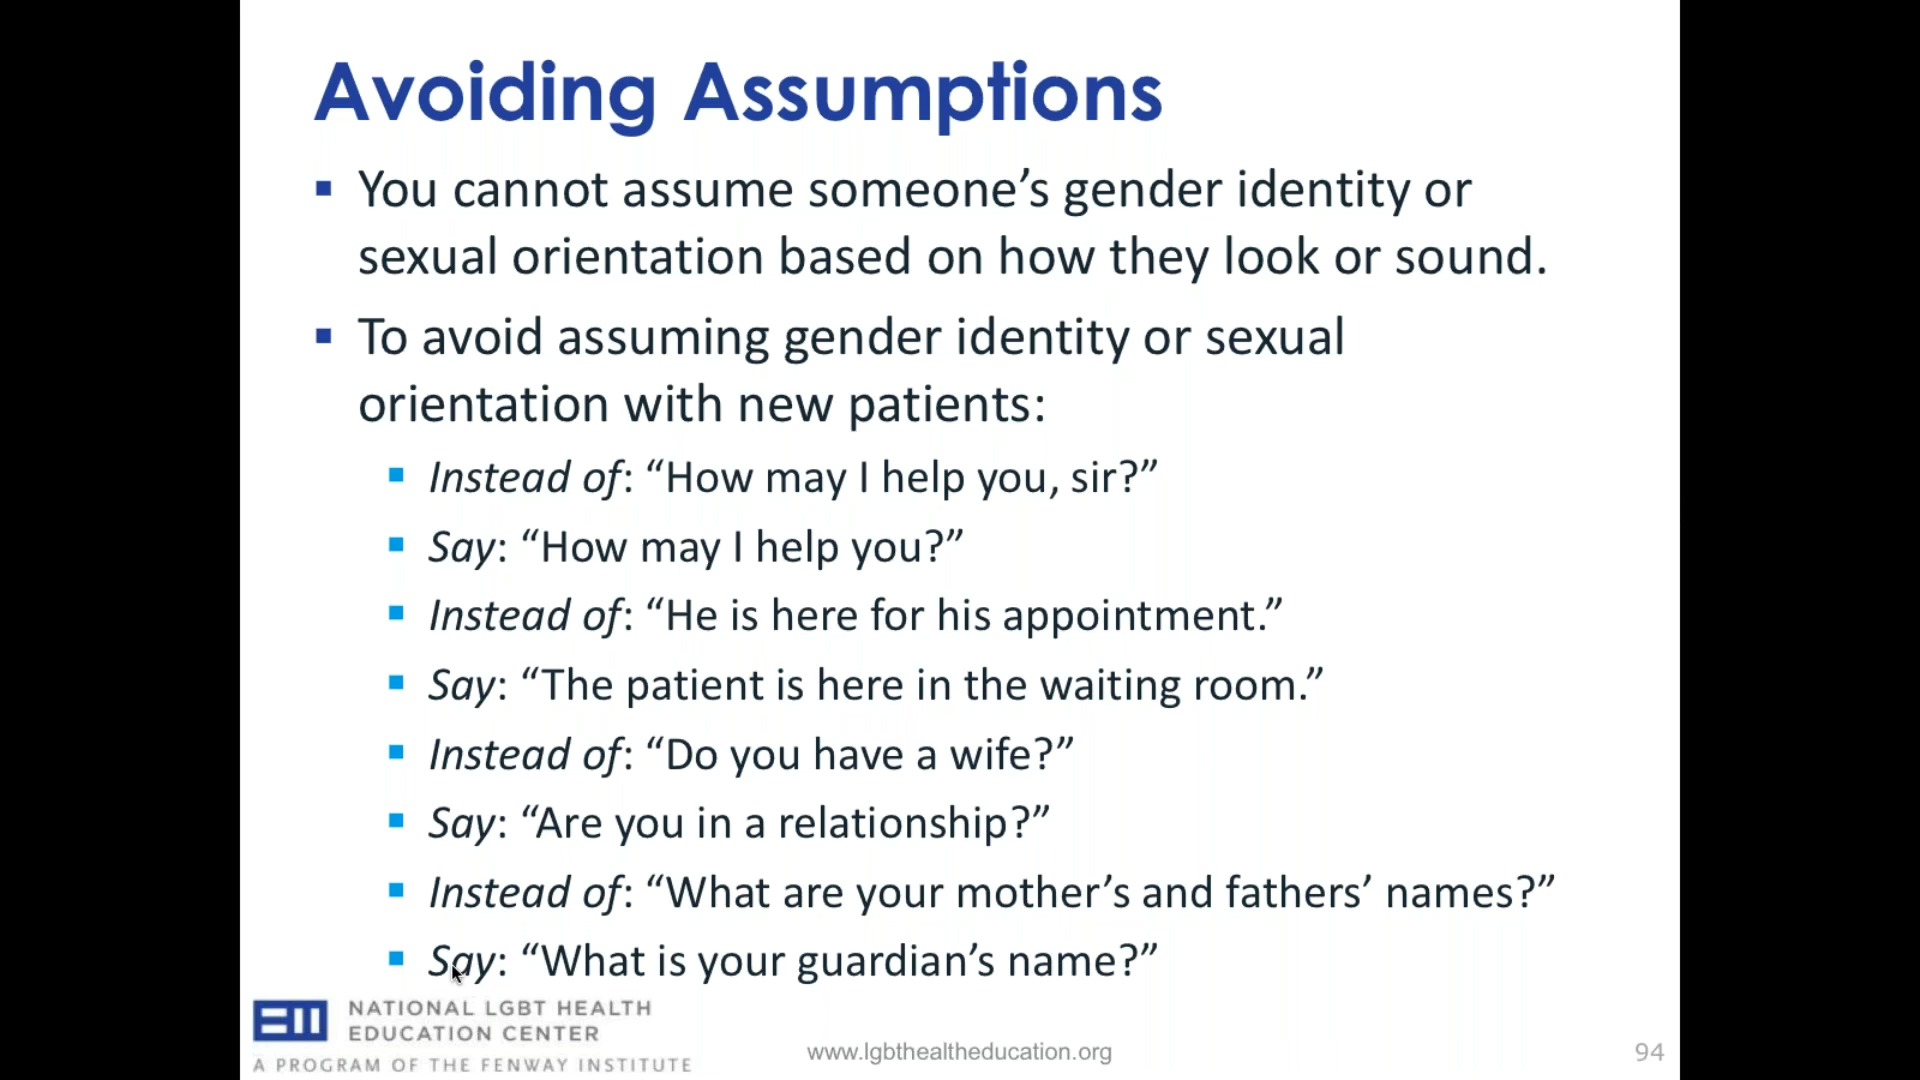 Avoiding Assumptions
▪ You cannot assume someone’s gender identity or
sexual orientation based on how they look or sound.
▪ To avoid assuming gender identity or sexual
orientation with new patients:
▪ Instead of: “How may I help you, sir?”
▪ Say: “How may I help you?”
▪ Instead of: “He is here for his appointment.”
▪ Say: “The patient is here in the waiting room.”
▪ Instead of: “Do you have a wife?”
▪ Say: “Are you in a relationship?”
▪ Instead of: “What are your mother’s and fathers’ names?”
▪ Say: “What is your guardian’s name?”
NATIONAL LGBT HEALTH
EDUCATION CENTER
A PROGRAM OF THE FENWAY INSTITUTE
www.lgbthealtheducation.org
94